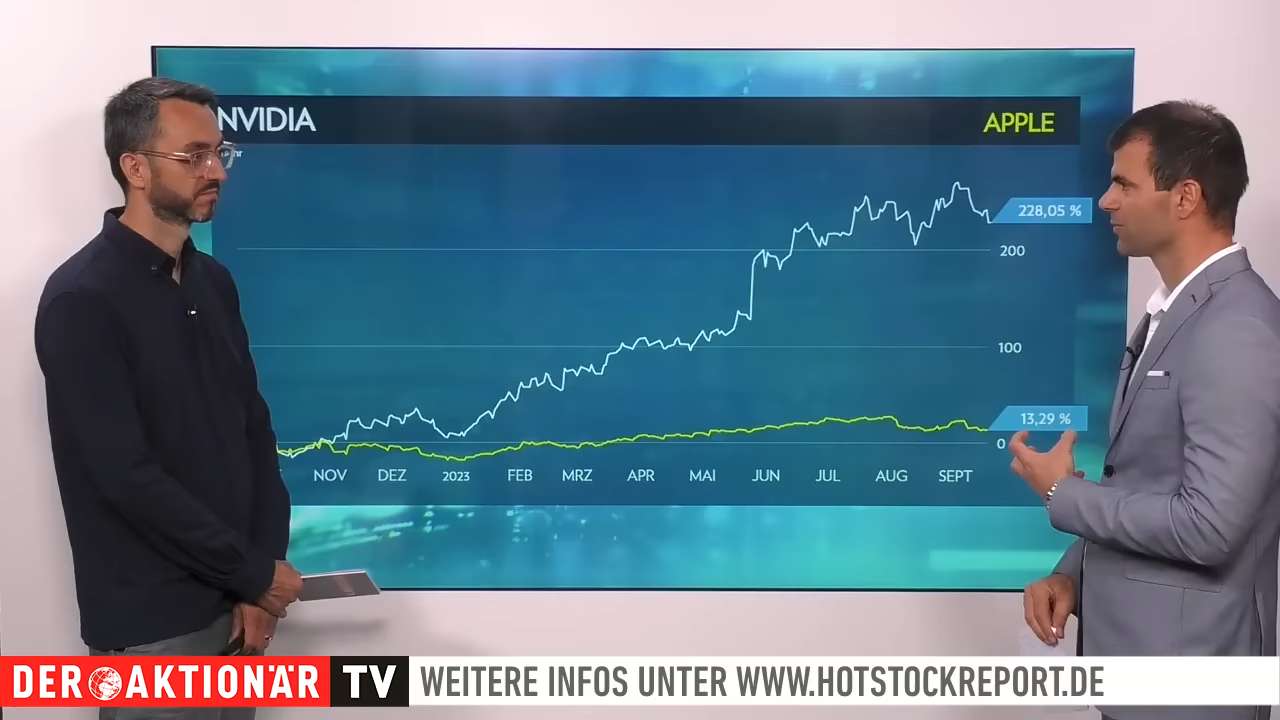 NVIDIA
APPLE
228,05 %
200
100
13,29 %
0
NOV DEZ 2023 FEB MRZ APR MAI JUN JUL AUG SEPT
DER AKTIONÄR TV
WEITERE INFOS UNTER WWW.HOTSTOCKREPORT.DE